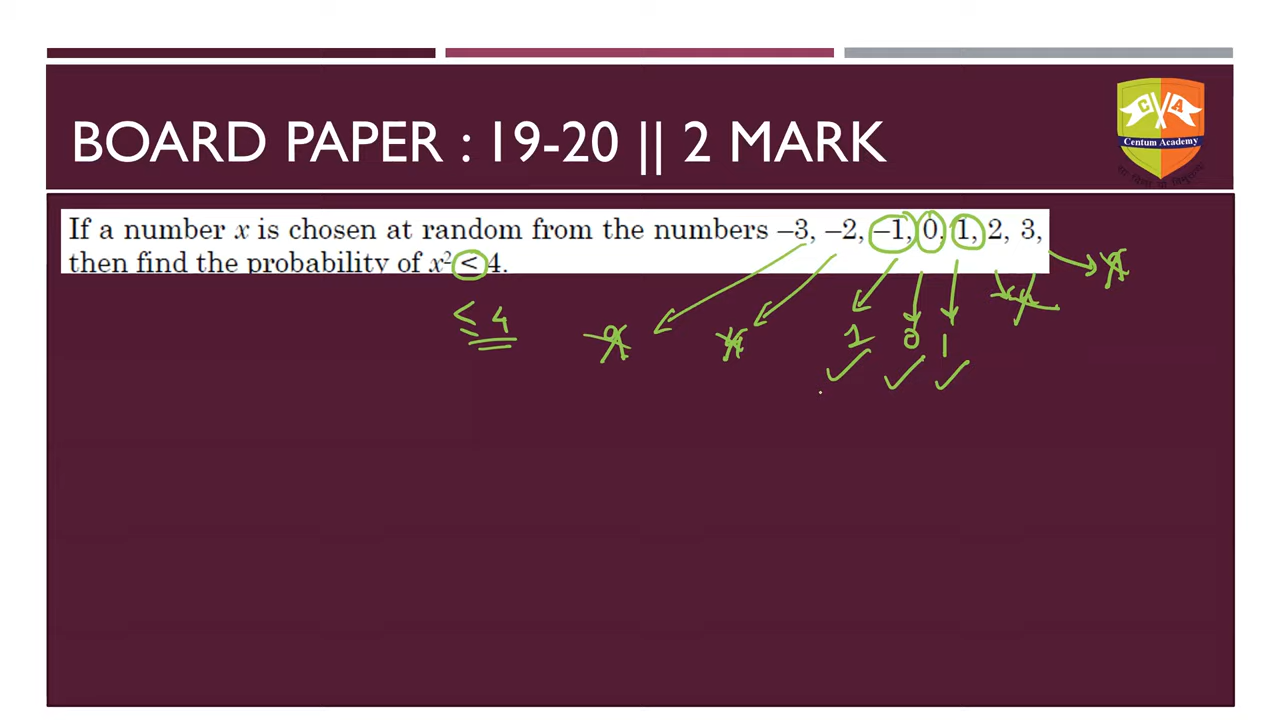 BOARD PAPER : 19-20 || 2 MARK
C A
Centum Academy
If a number x is chosen at random from the numbers –3, –2, –1, 0, 1, 2, 3,
then find the probability of x² < 4.
≤ 4
9 4 1 0 1 4 9